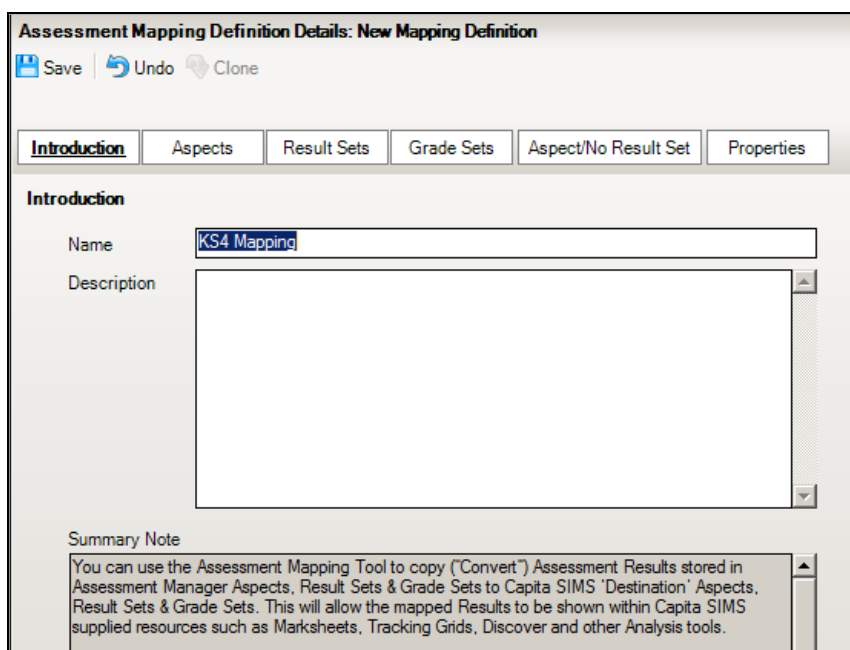 Assessment Mapping Definition Details: New Mapping Definition
Save Undo Clone
Introduction Aspects Result Sets Grade Sets Aspect/No Result Set Properties
Introduction
Name KS4 Mapping
Description
Summary Note
You can use the Assessment Mapping Tool to copy ("Convert") Assessment Results stored in
Assessment Manager Aspects, Result Sets & Grade Sets to Capita SIMS 'Destination' Aspects,
Result Sets & Grade Sets. This will allow the mapped Results to be shown within Capita SIMS
supplied resources such as Marksheets, Tracking Grids, Discover and other Analysis tools.